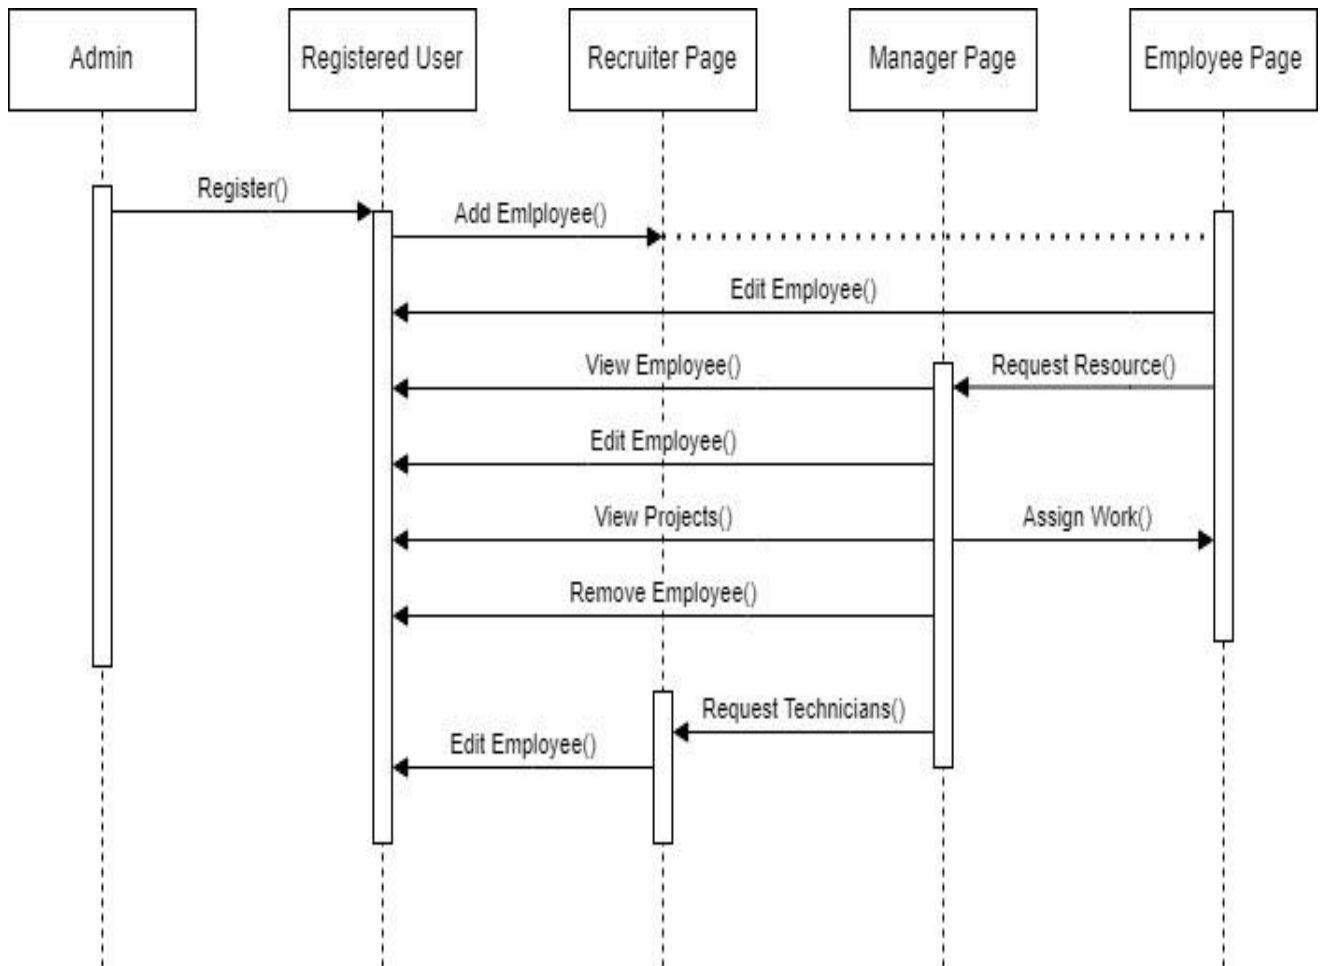 Admin
Registered User
Recruiter Page
Manager Page
Employee Page
Register()
Add Emlployee()
Edit Employee()
View Employee()
Request Resource()
Edit Employee()
View Projects()
Assign Work()
Remove Employee()
Request Technicians()
Edit Employee()